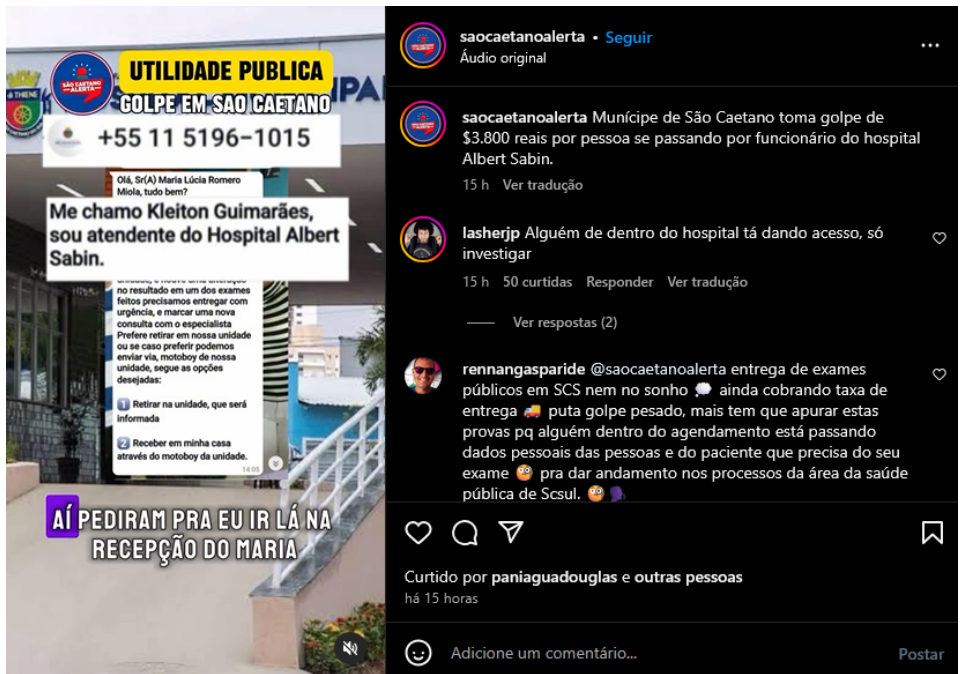 UTILIDADE PUBLICA
GOLPE EM SAO CAETANO
SÃO CAETANO
ALERTA
THIENE
+55 11 5196-1015
Olá, Sr(A) Maria Lúcia Romero
Miola, tudo bem?
Me chamo Kleiton Guimarães,
sou atendente do Hospital Albert
Sabin.
unidade, e houve uma alteração
no resultado em um dos exames
feitos precisamos entregar com
urgência, e marcar uma nova
consulta com o especialista
Prefere retirar em nossa unidade
ou se caso preferir podemos
enviar via, motoboy de nossa
unidade, segue as opções
desejadas:
1 Retirar na unidade, que será
informada
2 Receber em minha casa
através do motoboy da unidade.
14:05
AÍ PEDIRAM PRA EU IR LÁ NA
RECEPÇÃO DO MARIA
saocaetanoalerta • Seguir
Áudio original
saocaetanoalerta Munícipe de São Caetano toma golpe de
$3.800 reais por pessoa se passando por funcionário do hospital
Albert Sabin.
15 h Ver tradução
lasherjp Alguém de dentro do hospital tá dando acesso, só
investigar
15 h 50 curtidas Responder Ver tradução
Ver respostas (2)
rennangasparide @saocaetanoalerta entrega de exames
públicos em SCS nem no sonho 💭 ainda cobrando taxa de
entrega 🚚 puta golpe pesado, mais tem que apurar estas
provas pq alguém dentro do agendamento está passando
dados pessoais das pessoas e do paciente que precisa do seu
exame 🫨 pra dar andamento nos processos da área da saúde
pública de Scsul. 🫨 🗣️
Curtido por paniaguadouglas e outras pessoas
há 15 horas
Adicione um comentário...
Postar